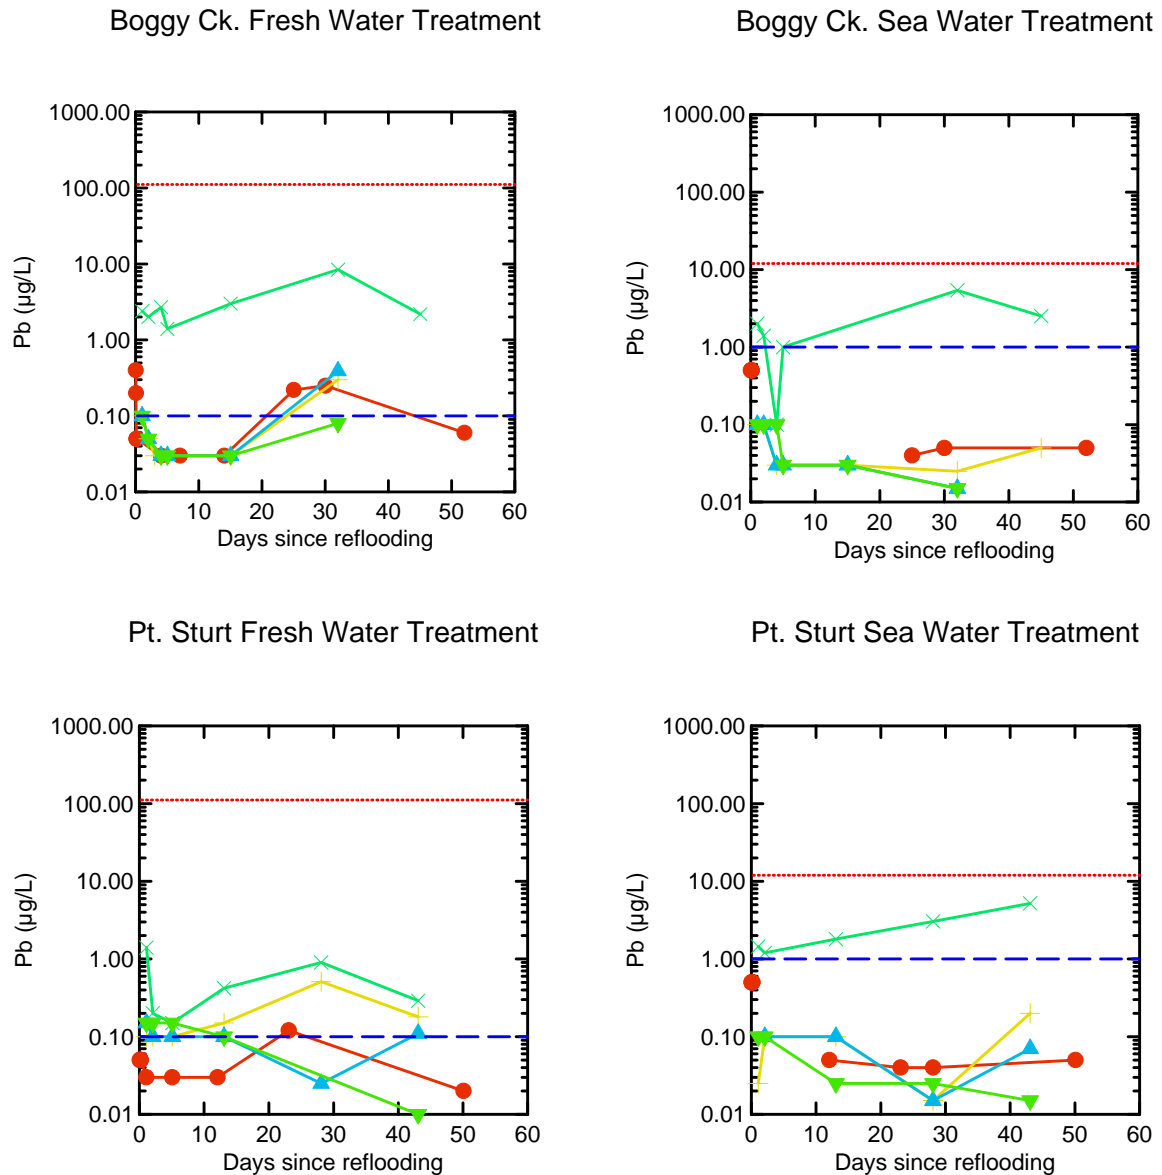 Boggy Ck. Fresh Water Treatment
1000.00
100.00
10.00
1.00
0.10
0.01
Pb (µg/L)
0 10 20 30 40 50 60
Days since reflooding
Boggy Ck. Sea Water Treatment
1000.00
100.00
10.00
1.00
0.10
0.01
Pb (µg/L)
0 10 20 30 40 50 60
Days since reflooding
Pt. Sturt Fresh Water Treatment
1000.00
100.00
10.00
1.00
0.10
0.01
Pb (µg/L)
0 10 20 30 40 50 60
Days since reflooding
Pt. Sturt Sea Water Treatment
1000.00
100.00
10.00
1.00
0.10
0.01
Pb (µg/L)
0 10 20 30 40 50 60
Days since reflooding